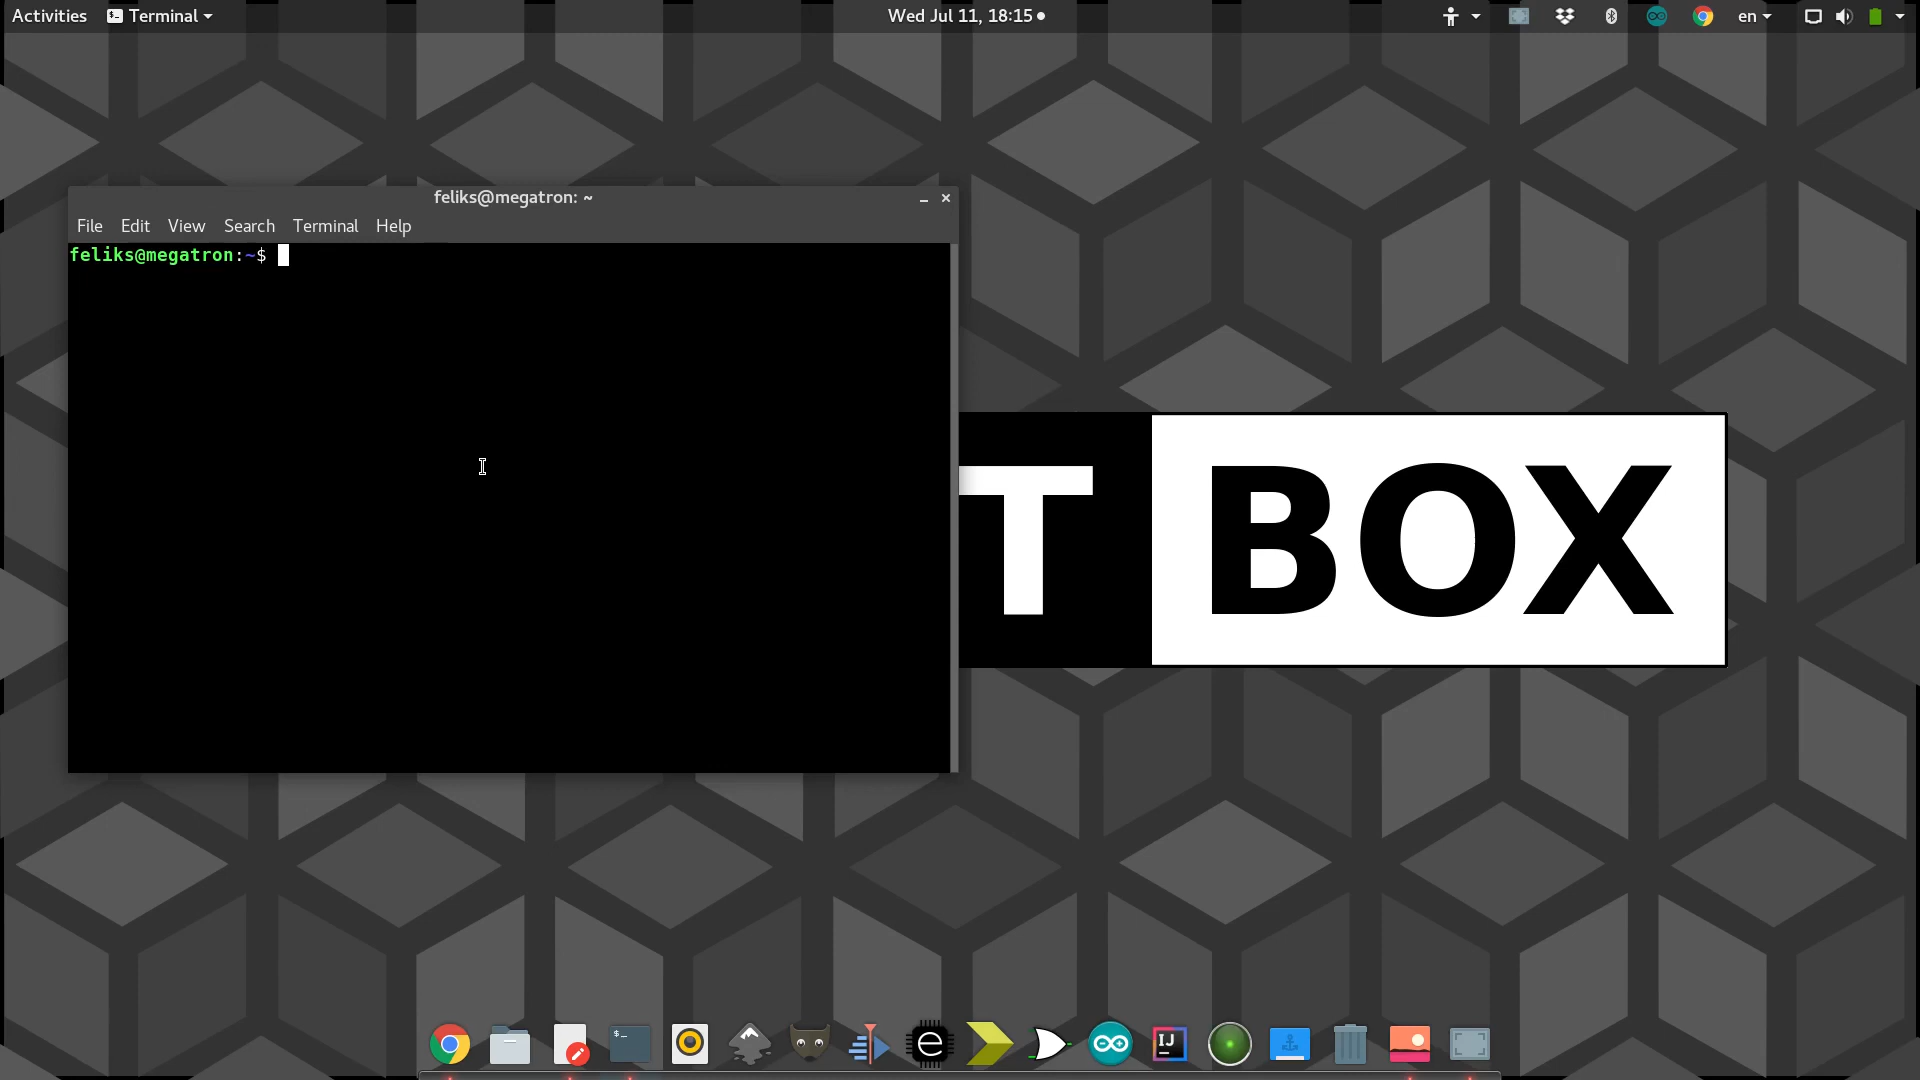 Activities Terminal Wed Jul 11, 18:15 en
feliks@megatron: ~
File Edit View Search Terminal Help
feliks@megatron:~$
T BOX
$_
e
IJ